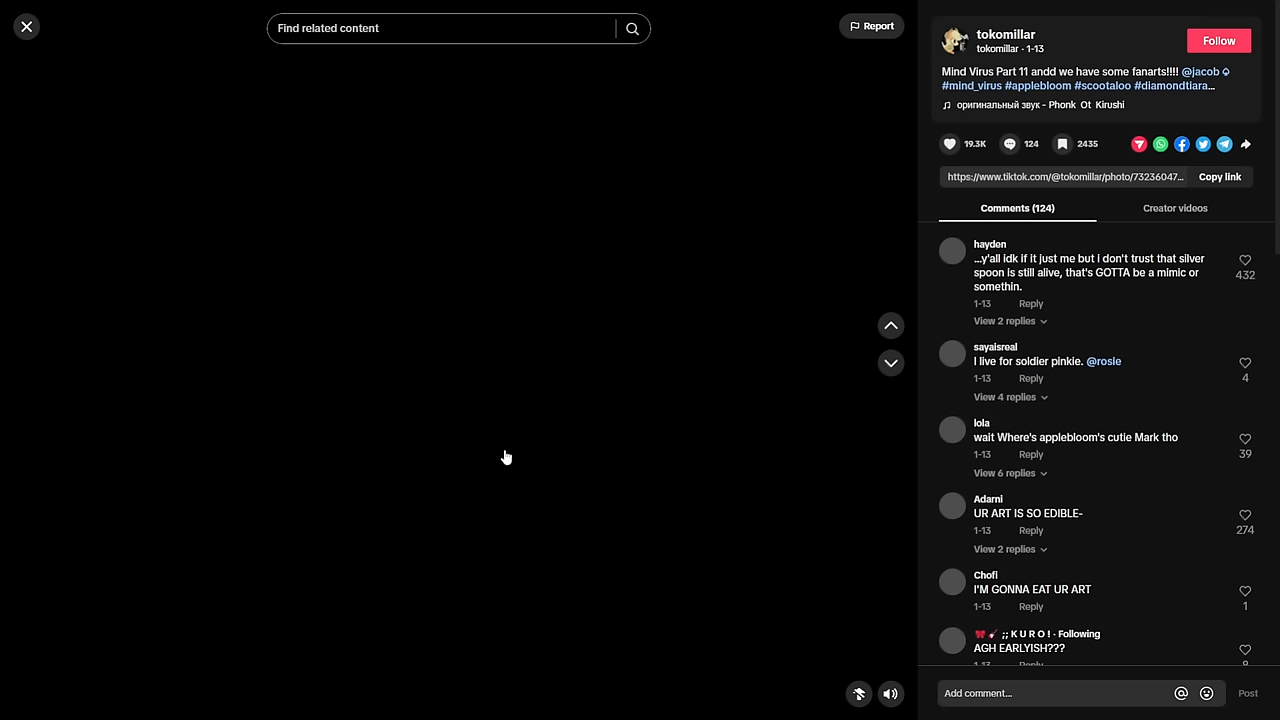 Find related content
Report
tokomillar
tokomillar · 1-13
Follow
Mind Virus Part 11 andd we have some fanarts!!!! @jacob
#mind_virus #applebloom #scootaloo #diamondtiara...
оригинальный звук - Phonk Ot Kirushi
19.3K
124
2435
https://www.tiktok.com/@tokomillar/photo/73236047...
Copy link
Comments (124)
Creator videos
hayden
...y'all idk if it just me but i don't trust that silver
spoon is still alive, that's GOTTA be a mimic or
somethin.
432
1-13 Reply
View 2 replies
sayaisreal
I live for soldier pinkie. @rosie
4
1-13 Reply
View 4 replies
lola
wait Where's applebloom's cutie Mark tho
39
1-13 Reply
View 6 replies
Adarni
UR ART IS SO EDIBLE-
274
1-13 Reply
View 2 replies
Chofi
I'M GONNA EAT UR ART
1
1-13 Reply
;; K U R O ! · Following
AGH EARLYISH???
1-13 Reply
Add comment...
Post